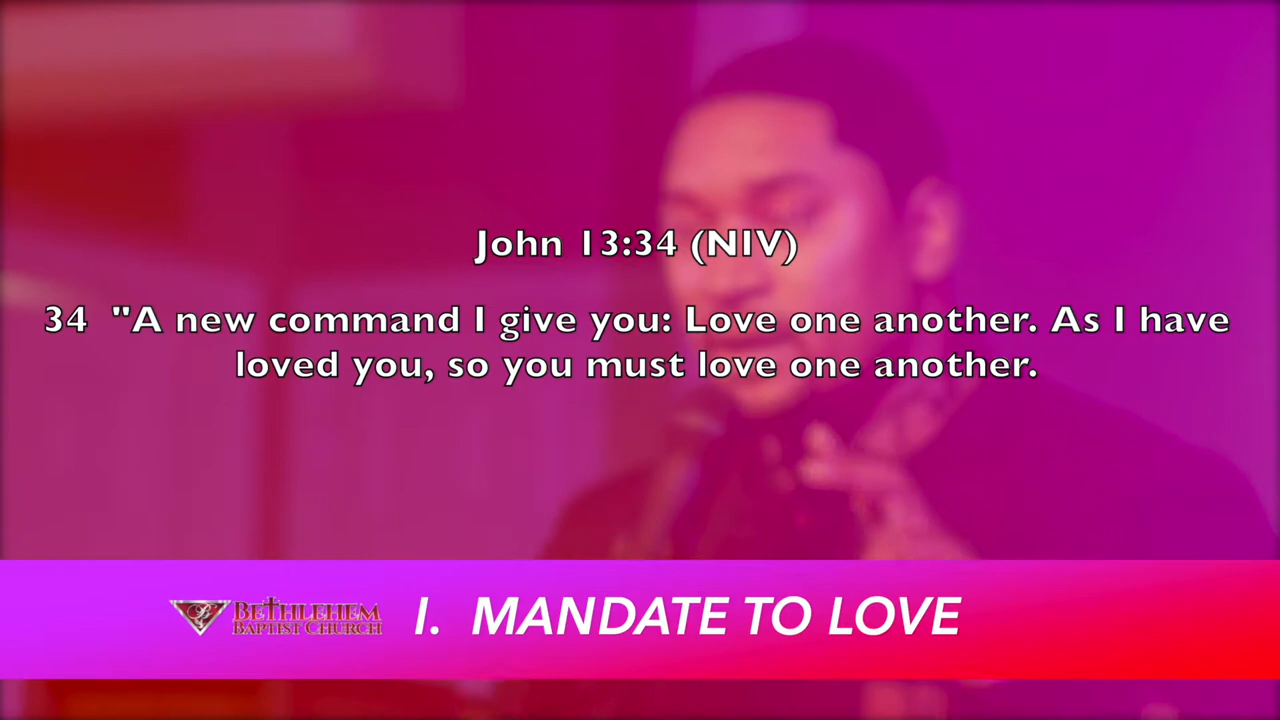 John 13:34 (NIV)
34 "A new command I give you: Love one another. As I have
loved you, so you must love one another.
BETHLEHEM
BAPTIST CHURCH
I. MANDATE TO LOVE